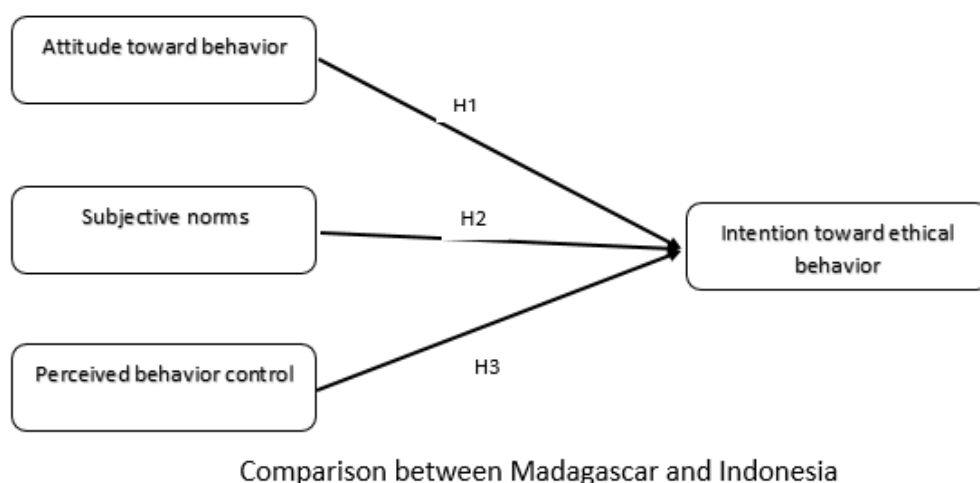 Attitude toward behavior
H1
Subjective norms
H2
Intention toward ethical
behavior
Perceived behavior control
H3
Comparison between Madagascar and Indonesia